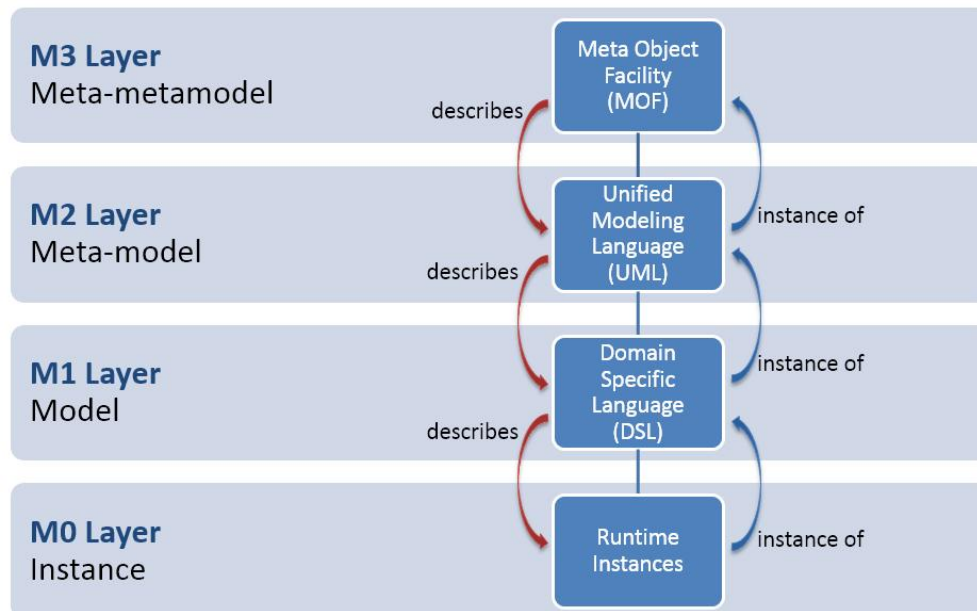 M3 Layer
Meta-metamodel
Meta Object
Facility
(MOF)
describes
M2 Layer
Meta-model
Unified
Modeling
Language
(UML)
instance of
describes
M1 Layer
Model
Domain
Specific
Language
(DSL)
instance of
describes
M0 Layer
Instance
Runtime
Instances
instance of